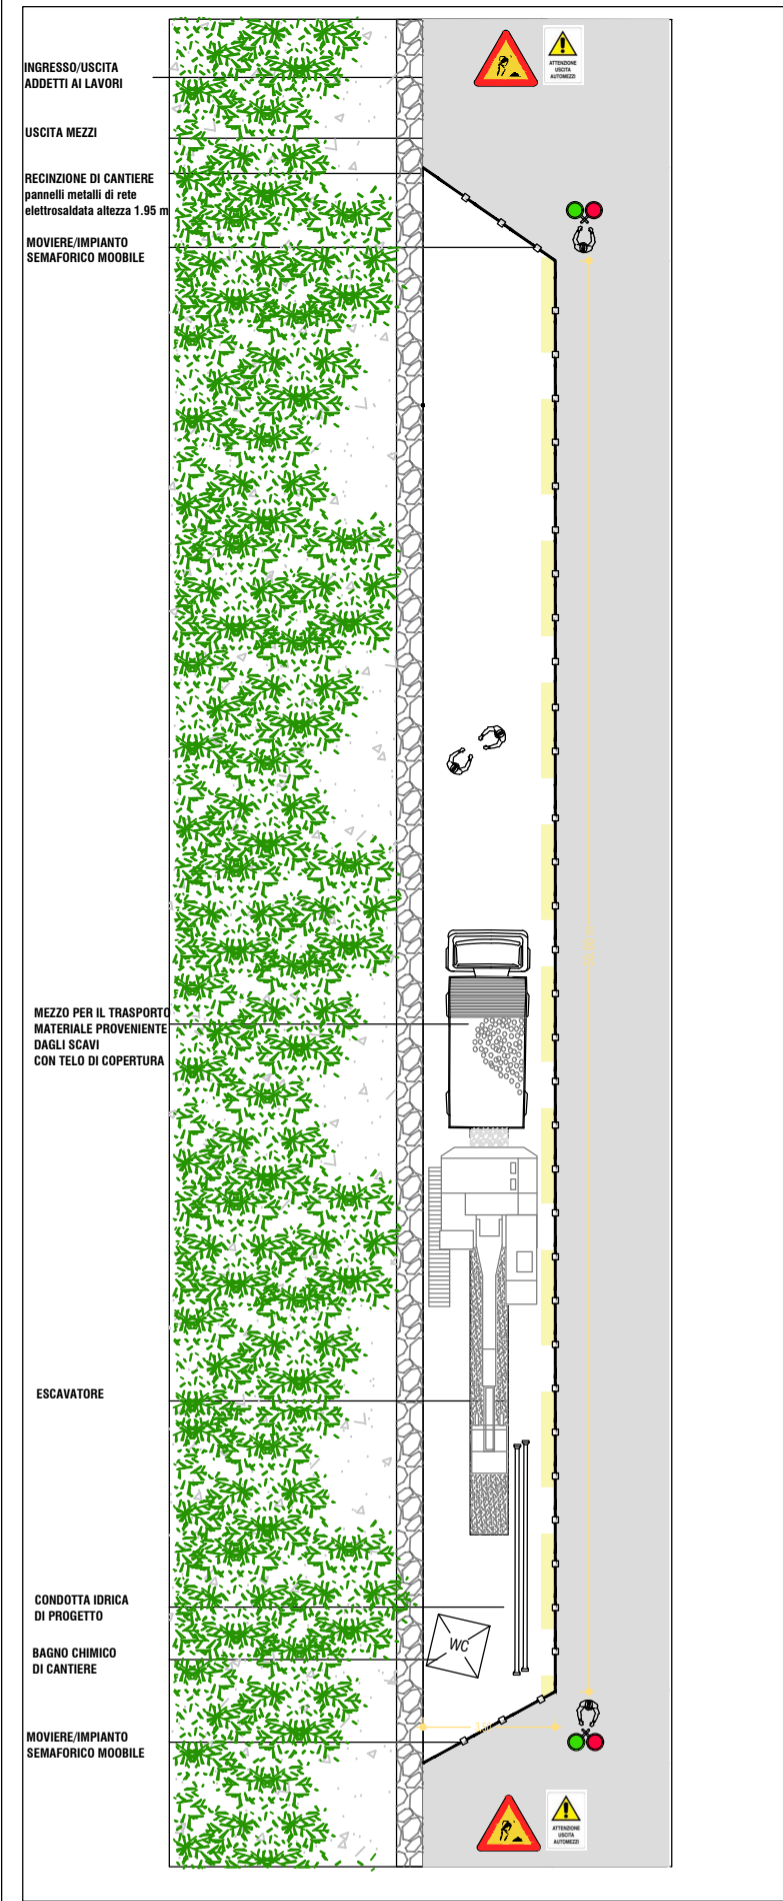 INGRESSO/USCITA
ADDETTI AI LAVORI
USCITA MEZZI
RECINZIONE DI CANTIERE
pannelli metalli di rete
elettrosaldata altezza 1.95 m
MOVIERE/IMPIANTO
SEMAFORICO MOOBILE
MEZZO PER IL TRASPORTO
MATERIALE PROVENIENTE
DAGLI SCAVI
CON TELO DI COPERTURA
ESCAVATORE
CONDOTTA IDRICA
DI PROGETTO
BAGNO CHIMICO
DI CANTIERE
MOVIERE/IMPIANTO
SEMAFORICO MOOBILE
ATTENZIONE
USCITA
AUTOMEZZI
WC
ATTENZIONE
USCITA
AUTOMEZZI